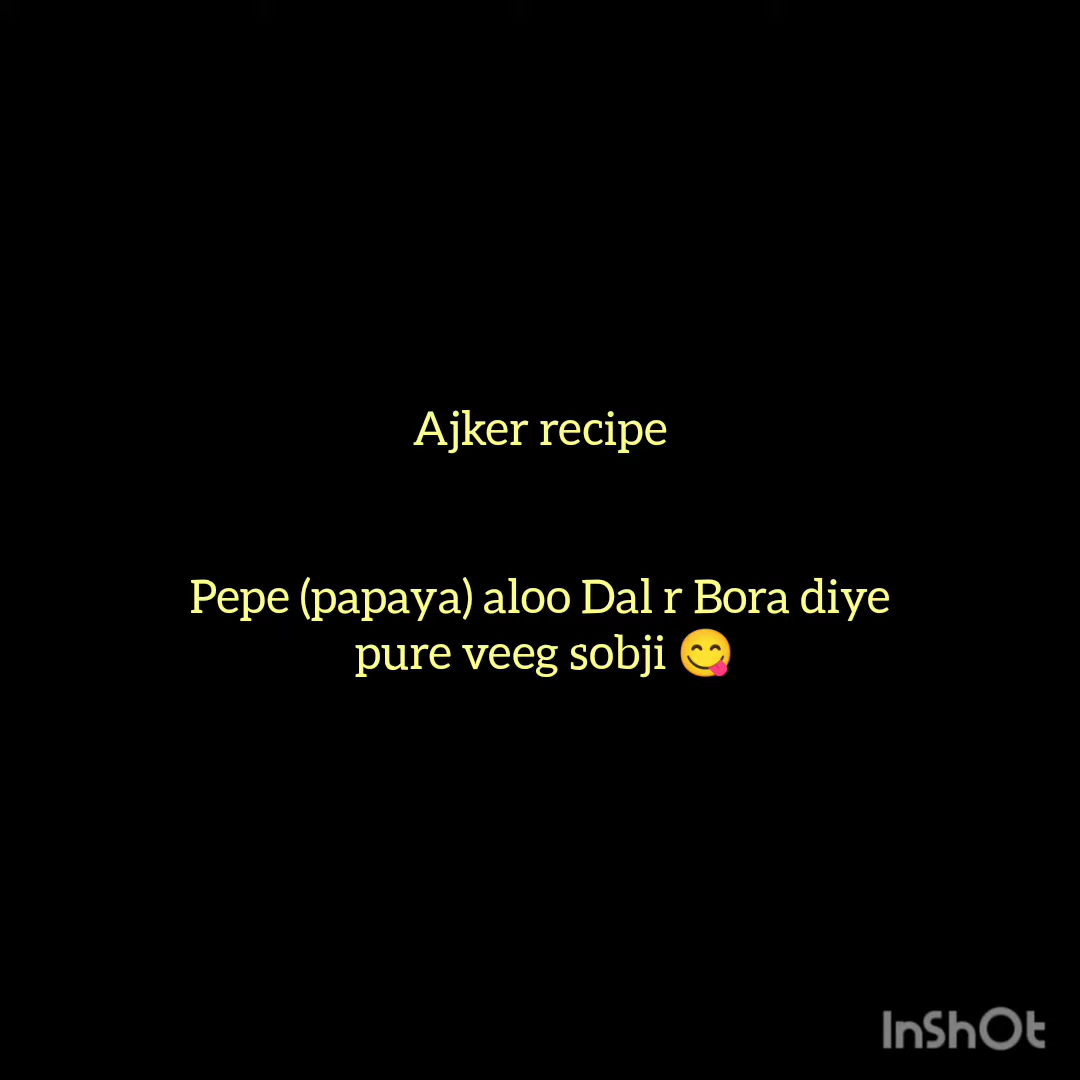 Ajker recipe
Pepe (papaya) aloo Dal r Bora diye
pure veeg sobji 😋
InShOt